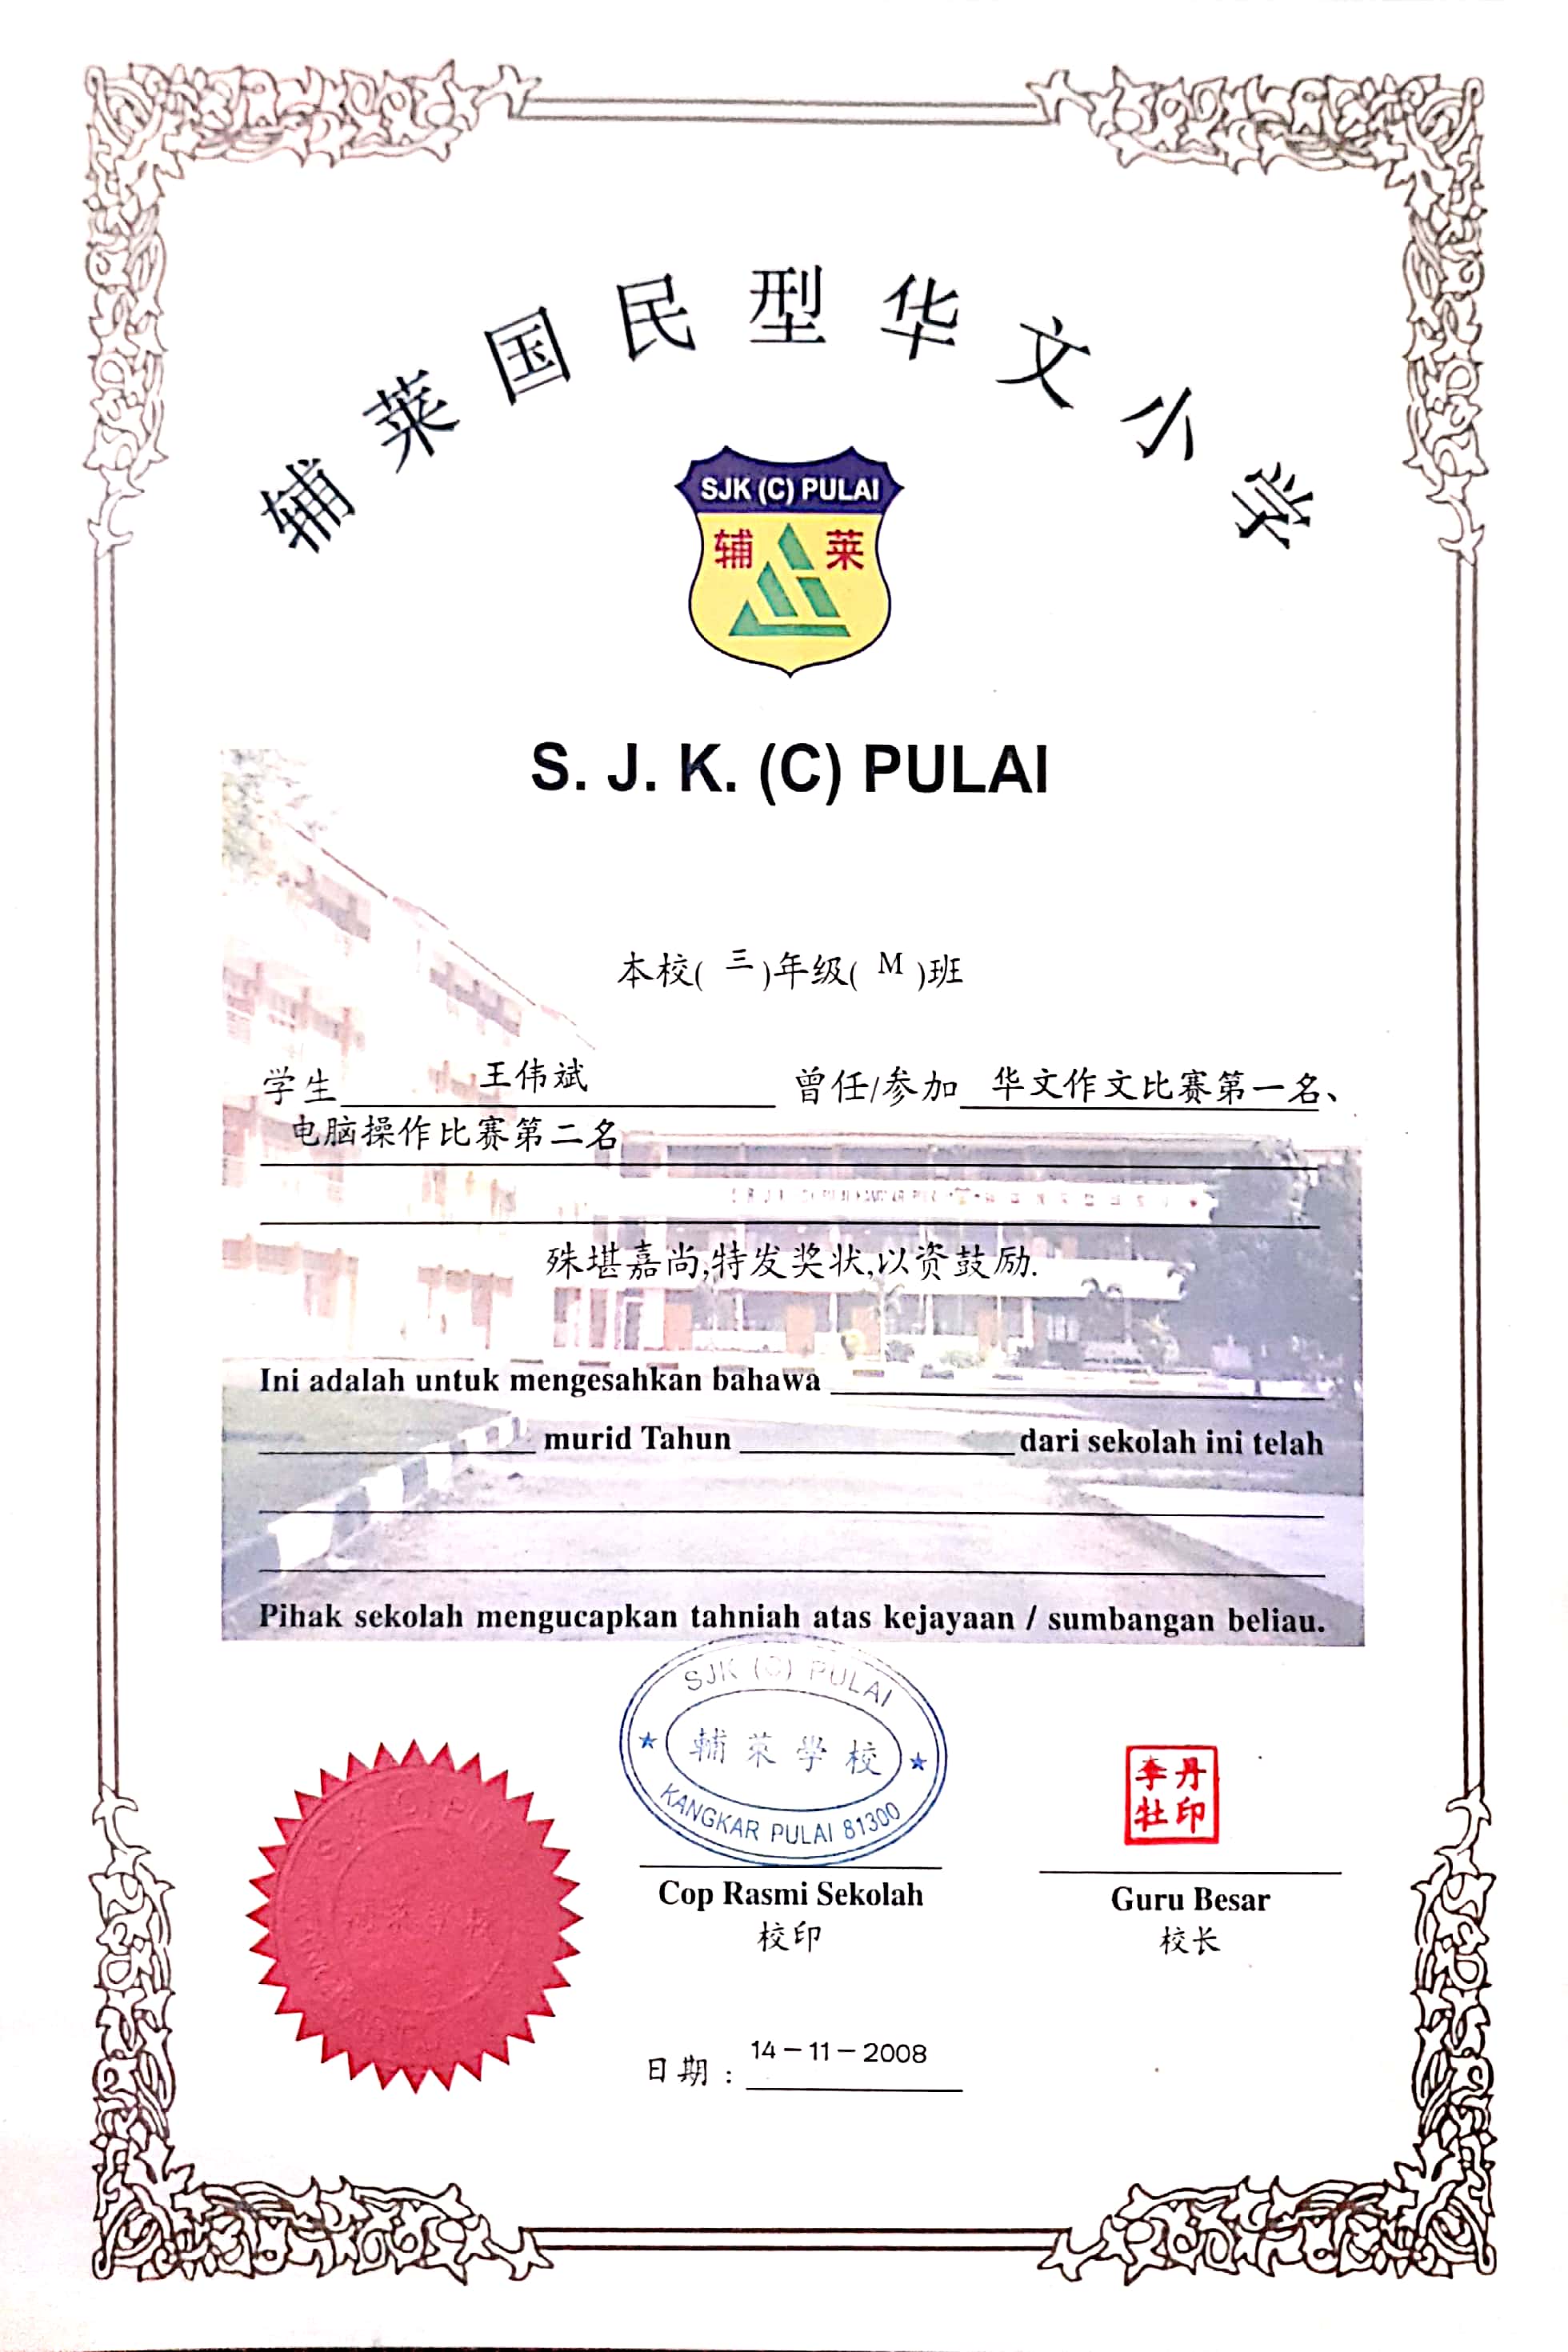 辅莱国民型华文小学
SJK (C) PULAI
辅 莱
S. J. K. (C) PULAI
本校( 三 )年级( M )班
学生 王伟斌 曾任/参加 华文作文比赛第一名、
电脑操作比赛第二名
殊堪嘉尚,特发奖状,以资鼓励.
Ini adalah untuk mengesahkan bahawa
murid Tahun dari sekolah ini telah
Pihak sekolah mengucapkan tahniah atas kejayaan / sumbangan beliau.
SJK (C) PULAI
輔萊學校
KANGKAR PULAI 81300
李丹
牡印
Cop Rasmi Sekolah
校印
Guru Besar
校长
日期 : 14-11-2008